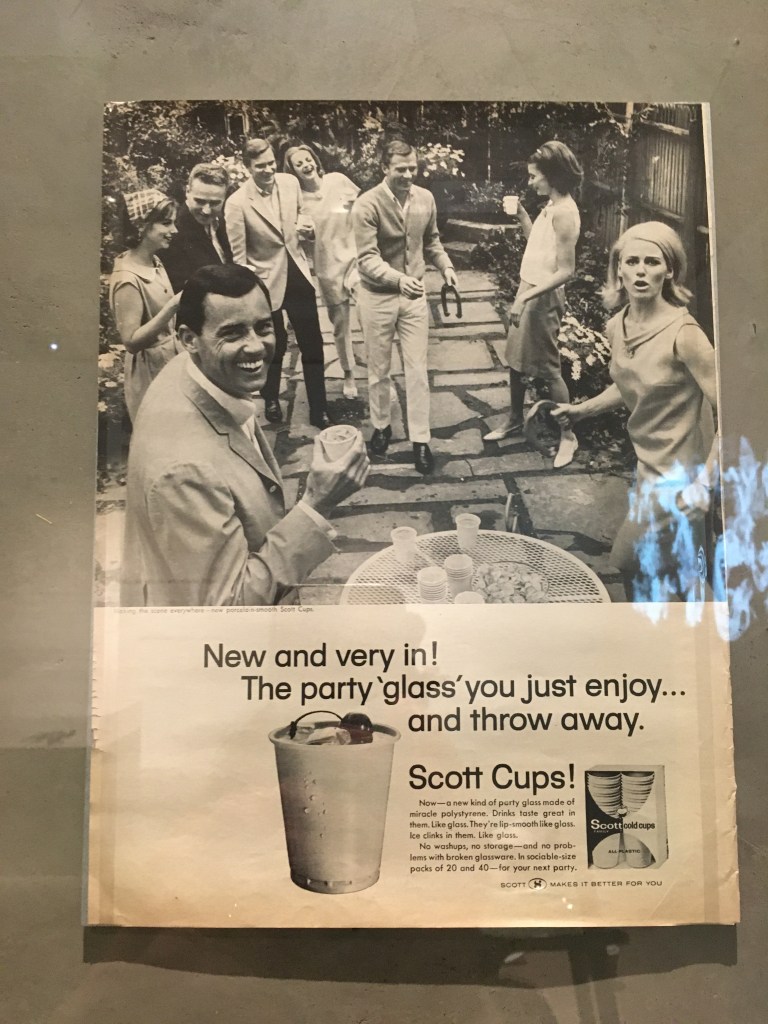 Making the scene everywhere—new porcelain-smooth Scott Cups.
New and very in!
The party 'glass' you just enjoy...
and throw away.
Scott Cups!
Now—a new kind of party glass made of
miracle polystyrene. Drinks taste great in
them. Like glass. They're lip-smooth like glass.
Ice clinks in them. Like glass.
No washups, no storage—and no prob-
lems with broken glassware. In sociable-size
packs of 20 and 40—for your next party.
Scott cold cups
ALL PLASTIC
SCOTT S MAKES IT BETTER FOR YOU